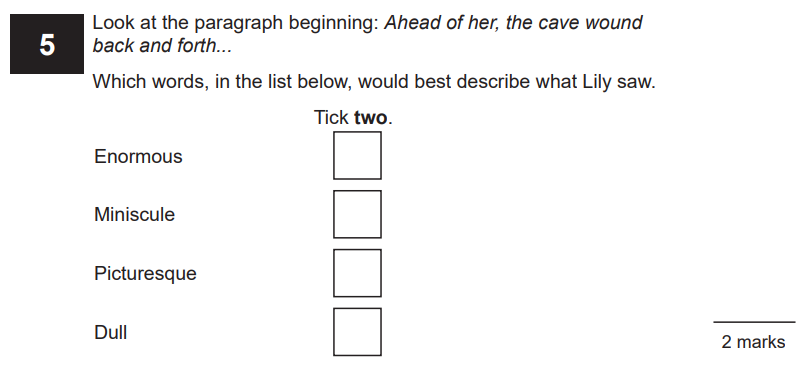 5
Look at the paragraph beginning: Ahead of her, the cave wound
back and forth...
Which words, in the list below, would best describe what Lily saw.
Tick two.
Enormous
Miniscule
Picturesque
Dull
2 marks